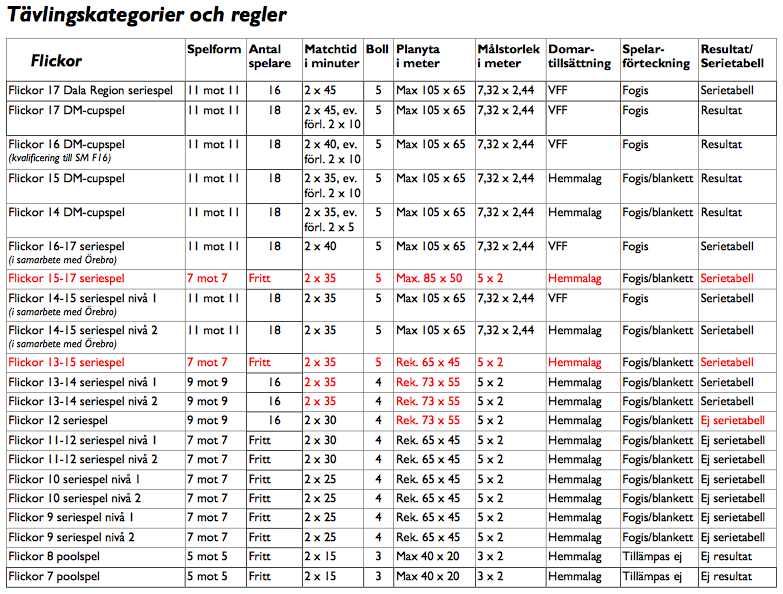 Tävlingskategorier och regler
Flickor Spelform Antal spelare Matchtid i minuter Boll Planyta i meter Målstorlek i meter Domar-tillsättning Spelar-förteckning Resultat/ Serietabell
Flickor 17 Dala Region seriespel 11 mot 11 16 2 x 45 5 Max 105 x 65 7,32 x 2,44 VFF Fogis Serietabell
Flickor 17 DM-cupspel 11 mot 11 18 2 x 45, ev. förl. 2 x 10 5 Max 105 x 65 7,32 x 2,44 VFF Fogis Resultat
Flickor 16 DM-cupspel (kvalificering till SM F16) 11 mot 11 18 2 x 40, ev. förl. 2 x 10 5 Max 105 x 65 7,32 x 2,44 VFF Fogis Resultat
Flickor 15 DM-cupspel 11 mot 11 18 2 x 35, ev. förl. 2 x 10 5 Max 105 x 65 7,32 x 2,44 Hemmalag Fogis/blankett Resultat
Flickor 14 DM-cupspel 11 mot 11 18 2 x 35, ev. förl. 2 x 5 5 Max 105 x 65 7,32 x 2,44 Hemmalag Fogis/blankett Resultat
Flickor 16-17 seriespel (i samarbete med Örebro) 11 mot 11 18 2 x 40 5 Max 105 x 65 7,32 x 2,44 VFF Fogis Serietabell
Flickor 15-17 seriespel 7 mot 7 Fritt 2 x 35 5 Max. 85 x 50 5 x 2 Hemmalag Fogis/blankett Serietabell
Flickor 14-15 seriespel nivå 1 (i samarbete med Örebro) 11 mot 11 18 2 x 35 5 Max 105 x 65 7,32 x 2,44 VFF Fogis Serietabell
Flickor 14-15 seriespel nivå 2 (i samarbete med Örebro) 11 mot 11 18 2 x 35 5 Max 105 x 65 7,32 x 2,44 Hemmalag Fogis/blankett Serietabell
Flickor 13-15 seriespel 7 mot 7 Fritt 2 x 35 5 Rek. 65 x 45 5 x 2 Hemmalag Fogis/blankett Serietabell
Flickor 13-14 seriespel nivå 1 9 mot 9 16 2 x 35 4 Rek. 73 x 55 5 x 2 Hemmalag Fogis/blankett Serietabell
Flickor 13-14 seriespel nivå 2 9 mot 9 16 2 x 35 4 Rek. 73 x 55 5 x 2 Hemmalag Fogis/blankett Serietabell
Flickor 12 seriespel 9 mot 9 16 2 x 30 4 Rek. 73 x 55 5 x 2 Hemmalag Fogis/blankett Ej serietabell
Flickor 11-12 seriespel nivå 1 7 mot 7 Fritt 2 x 30 4 Rek. 65 x 45 5 x 2 Hemmalag Fogis/blankett Ej serietabell
Flickor 11-12 seriespel nivå 2 7 mot 7 Fritt 2 x 30 4 Rek. 65 x 45 5 x 2 Hemmalag Fogis/blankett Ej serietabell
Flickor 10 seriespel nivå 1 7 mot 7 Fritt 2 x 25 4 Rek. 65 x 45 5 x 2 Hemmalag Fogis/blankett Ej serietabell
Flickor 10 seriespel nivå 2 7 mot 7 Fritt 2 x 25 4 Rek. 65 x 45 5 x 2 Hemmalag Fogis/blankett Ej serietabell
Flickor 9 seriespel nivå 1 7 mot 7 Fritt 2 x 25 4 Rek. 65 x 45 5 x 2 Hemmalag Fogis/blankett Ej serietabell
Flickor 9 seriespel nivå 2 7 mot 7 Fritt 2 x 25 4 Rek. 65 x 45 5 x 2 Hemmalag Fogis/blankett Ej serietabell
Flickor 8 poolspel 5 mot 5 Fritt 2 x 15 3 Max 40 x 20 3 x 2 Hemmalag Tillämpas ej Ej resultat
Flickor 7 poolspel 5 mot 5 Fritt 2 x 15 3 Max 40 x 20 3 x 2 Hemmalag Tillämpas ej Ej resultat